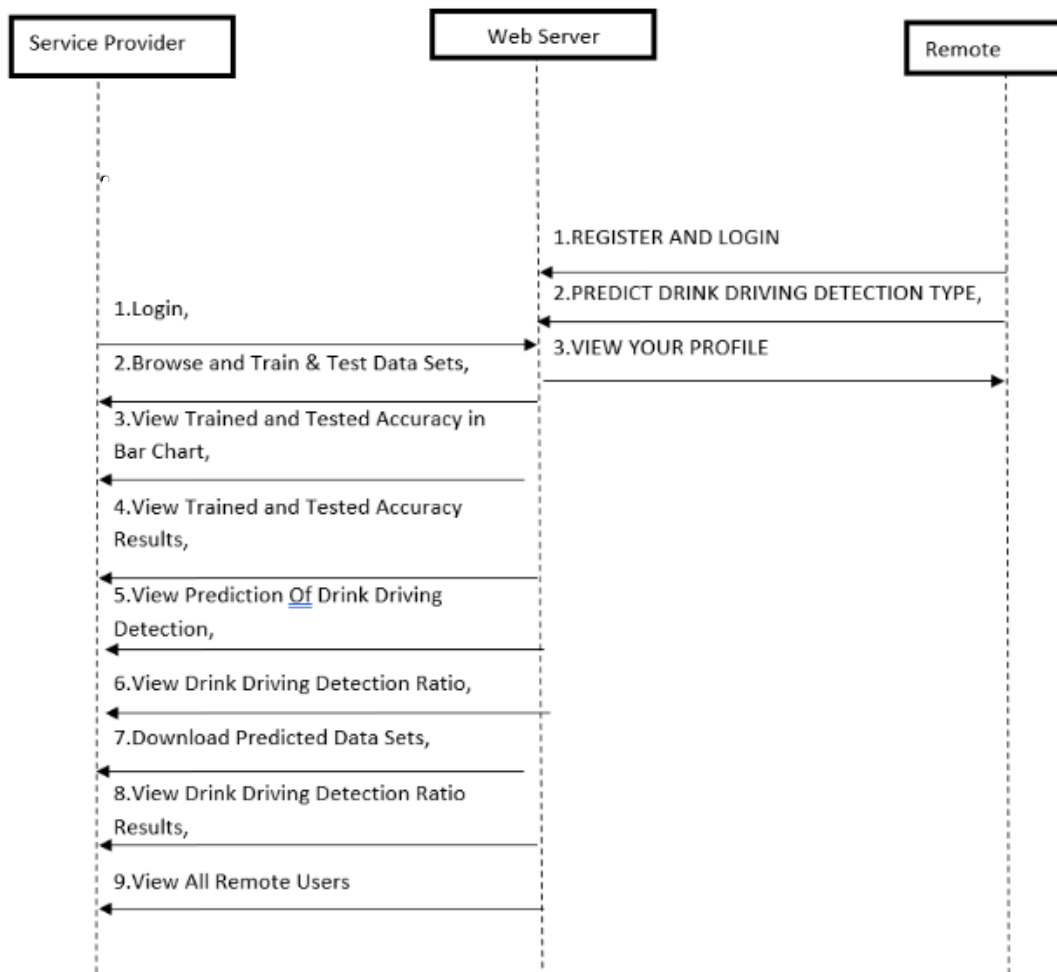 Service Provider
Web Server
Remote
1.REGISTER AND LOGIN
2.PREDICT DRINK DRIVING DETECTION TYPE,
3.VIEW YOUR PROFILE
1.Login,
2.Browse and Train & Test Data Sets,
3.View Trained and Tested Accuracy in
Bar Chart,
4.View Trained and Tested Accuracy
Results,
5.View Prediction Of Drink Driving
Detection,
6.View Drink Driving Detection Ratio,
7.Download Predicted Data Sets,
8.View Drink Driving Detection Ratio
Results,
9.View All Remote Users